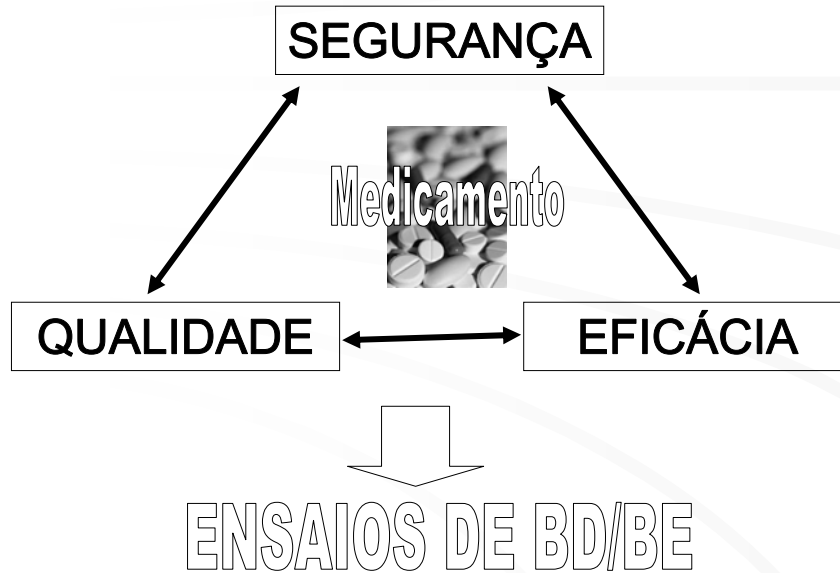 SEGURANÇA
Medicamento
QUALIDADE
EFICÁCIA
ENSAIOS DE BD/BE